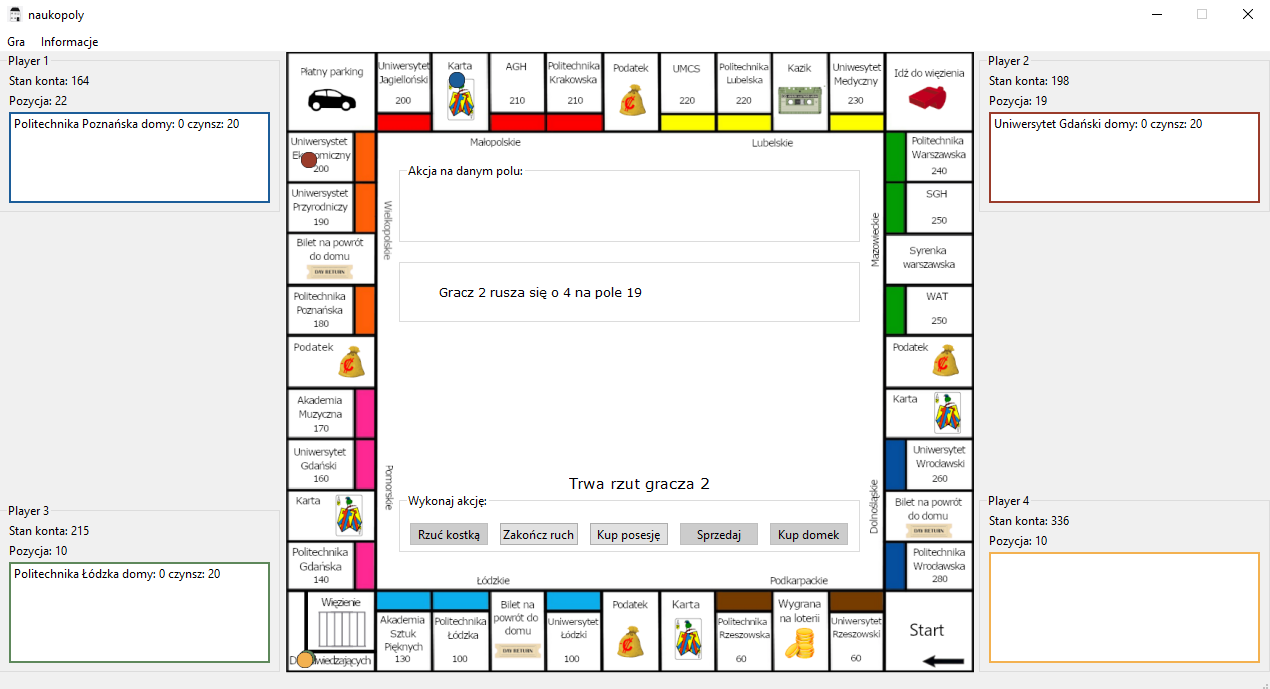 naukopoly
Gra Informacje
Player 1
Stan konta: 164
Pozycja: 22
Politechnika Poznańska domy: 0 czynsz: 20
Player 2
Stan konta: 198
Pozycja: 19
Uniwersytet Gdański domy: 0 czynsz: 20
Płatny parking
Uniwersytet
Jagielloński
200
Karta
AGH
210
Politechnika
Krakowska
210
Podatek
UMCS
220
Politechnika
Lubelska
220
Kazik
Uniwesytet
Medyczny
230
Idź do więzienia
Małopolskie
Lubelskie
Uniwersystet
200
Uniwersystet
Przyrodniczy
190
Bilet na powrót
do domu
DAY RETURN
Politechnika
Poznańska
180
Podatek
Akademia
Muzyczna
170
Uniwersytet
Gdański
160
Karta
Politechnika
Gdańska
140
Wielkopolskie
Pomorskie
Akcja na danym polu:
Gracz 2 rusza się o 4 na pole 19
Trwa rzut gracza 2
Wykonaj akcję:
Rzuć kostką Zakończ ruch Kup posesję Sprzedaj Kup domek
Łódzkie
Podkarpackie
Mazowieckie
Dolnośląskie
Politechnika
Warszawska
240
SGH
250
Syrenka
warszawska
WAT
250
Podatek
Karta
Uniwersytet
Wrocławski
260
Bilet na powrót
do domu
DAY RETURN
Politechnika
Wrocławska
280
Więzienie
Akademia
Sztuk
Pięknych
130
Politechnika
Łódzka
100
Bilet na
powrót do
domu
DAY RETURN
Uniwersytet
Łódzki
100
Podatek
Karta
Politechnika
Rzeszowska
60
Wygrana
na loterii
Uniwersytet
Rzeszowski
60
Start
Player 3
Stan konta: 215
Pozycja: 10
Politechnika Łódzka domy: 0 czynsz: 20
Player 4
Stan konta: 336
Pozycja: 10